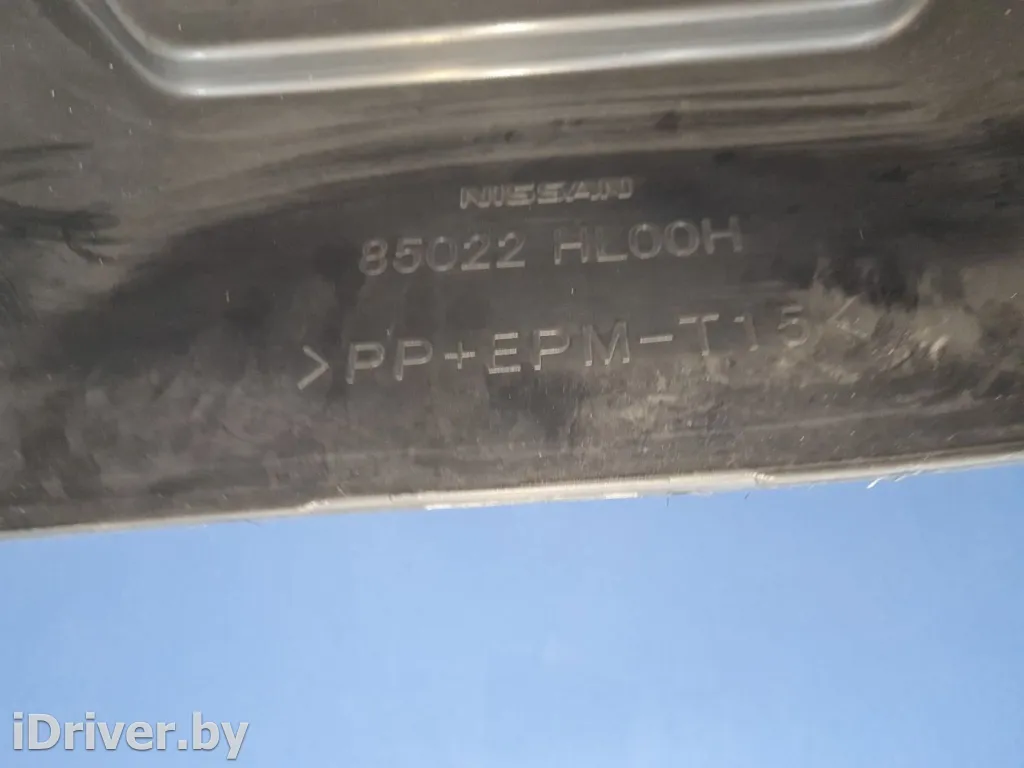 NISSAN
85022 HL00H
>PP+EPM-T15<
iDriver.by